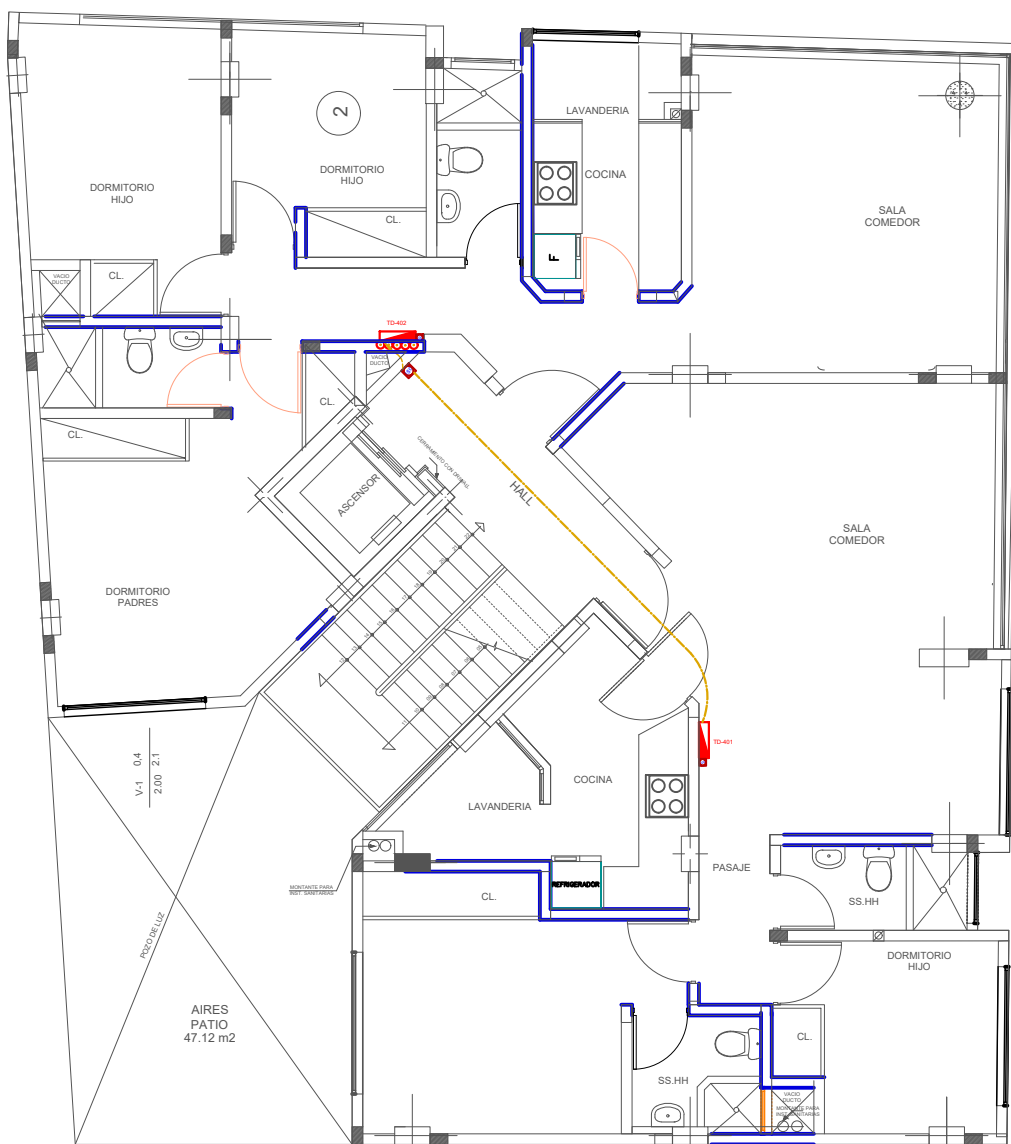 LAVANDERIA
2
DORMITORIO
HIJO
DORMITORIO
HIJO
COCINA
SALA
COMEDOR
CL.
F
VACIO
DUCTO
CL.
TD-402
VACIO
DUCTO
CL.
CL.
CERRAMIENTO CON DRYWALL
ASCENSOR
HALL
SALA
COMEDOR
DORMITORIO
PADRES
TD-401
V-1
0.4
2.1
2.00
COCINA
LAVANDERIA
PASAJE
MONTANTE PARA
INST. SANITARIAS
CL.
REFRIGERADOR
SS.HH
POZO DE LUZ
DORMITORIO
HIJO
AIRES
PATIO
47.12 m2
CL.
SS.HH
VACIO
DUCTO
MONTANTE PARA
INST. SANITARIAS